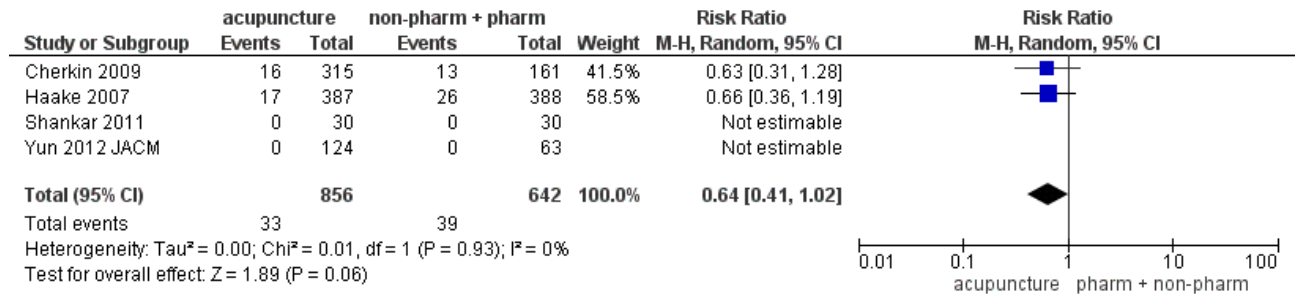 acupuncture non-pharm + pharm Risk Ratio Risk Ratio
Study or Subgroup Events Total Events Total Weight M-H, Random, 95% CI M-H, Random, 95% CI
Cherkin 2009 16 315 13 161 41.5% 0.63 [0.31, 1.28]
Haake 2007 17 387 26 388 58.5% 0.66 [0.36, 1.19]
Shankar 2011 0 30 0 30 Not estimable
Yun 2012 JACM 0 124 0 63 Not estimable
Total (95% CI) 856 642 100.0% 0.64 [0.41, 1.02]
Total events 33 39
Heterogeneity: Tau² = 0.00; Chi² = 0.01, df = 1 (P = 0.93); I² = 0%
Test for overall effect: Z = 1.89 (P = 0.06)
0.01 0.1 1 10 100
acupuncture pharm + non-pharm